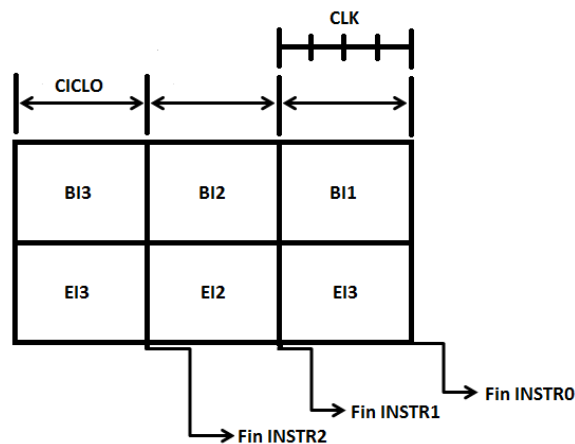 CLK
CICLO
BI3 BI2 BI1
EI3 EI2 EI3
Fin INSTR0
Fin INSTR1
Fin INSTR2